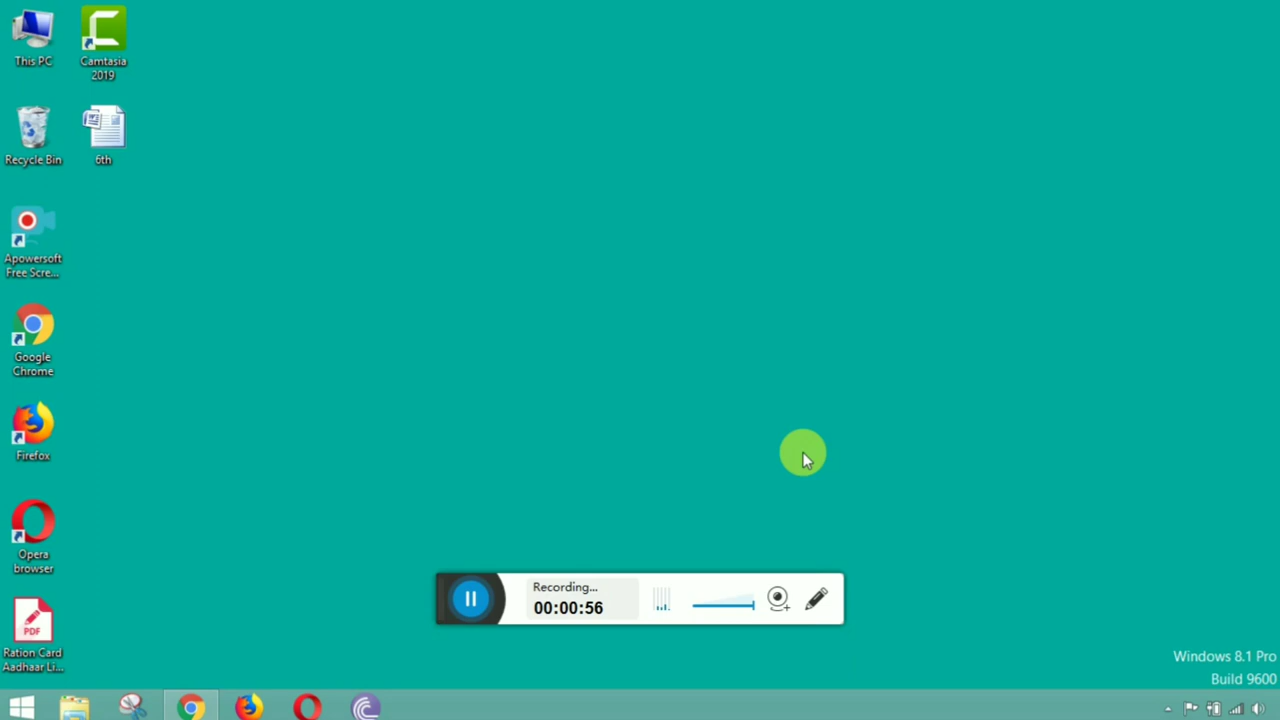 This PC
Camtasia
2019
Recycle Bin
6th
Apowersoft
Free Scre...
Google
Chrome
Firefox
Opera
browser
PDF
Ration Card
Aadhaar Li...
Recording...
00:00:56
Windows 8.1 Pro
Build 9600